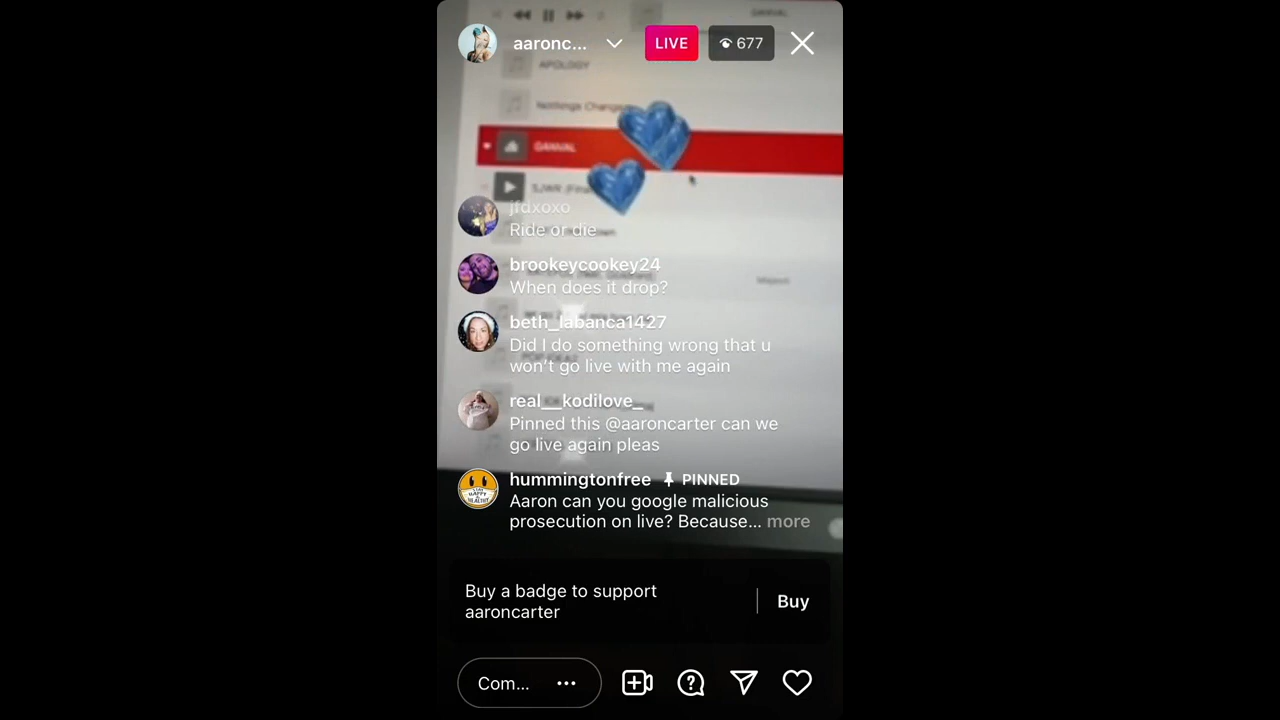 aaronc...
LIVE
677
APOLOGY
jfdxoxo
Ride or die
brookeycookey24
When does it drop?
beth_labanca1427
Did I do something wrong that u
won't go live with me again
real__kodilove_
Pinned this @aaroncarter can we
go live again pleas
hummingtonfree PINNED
Aaron can you google malicious
prosecution on live? Because... more
Buy a badge to support
aaroncarter
Buy
Com...